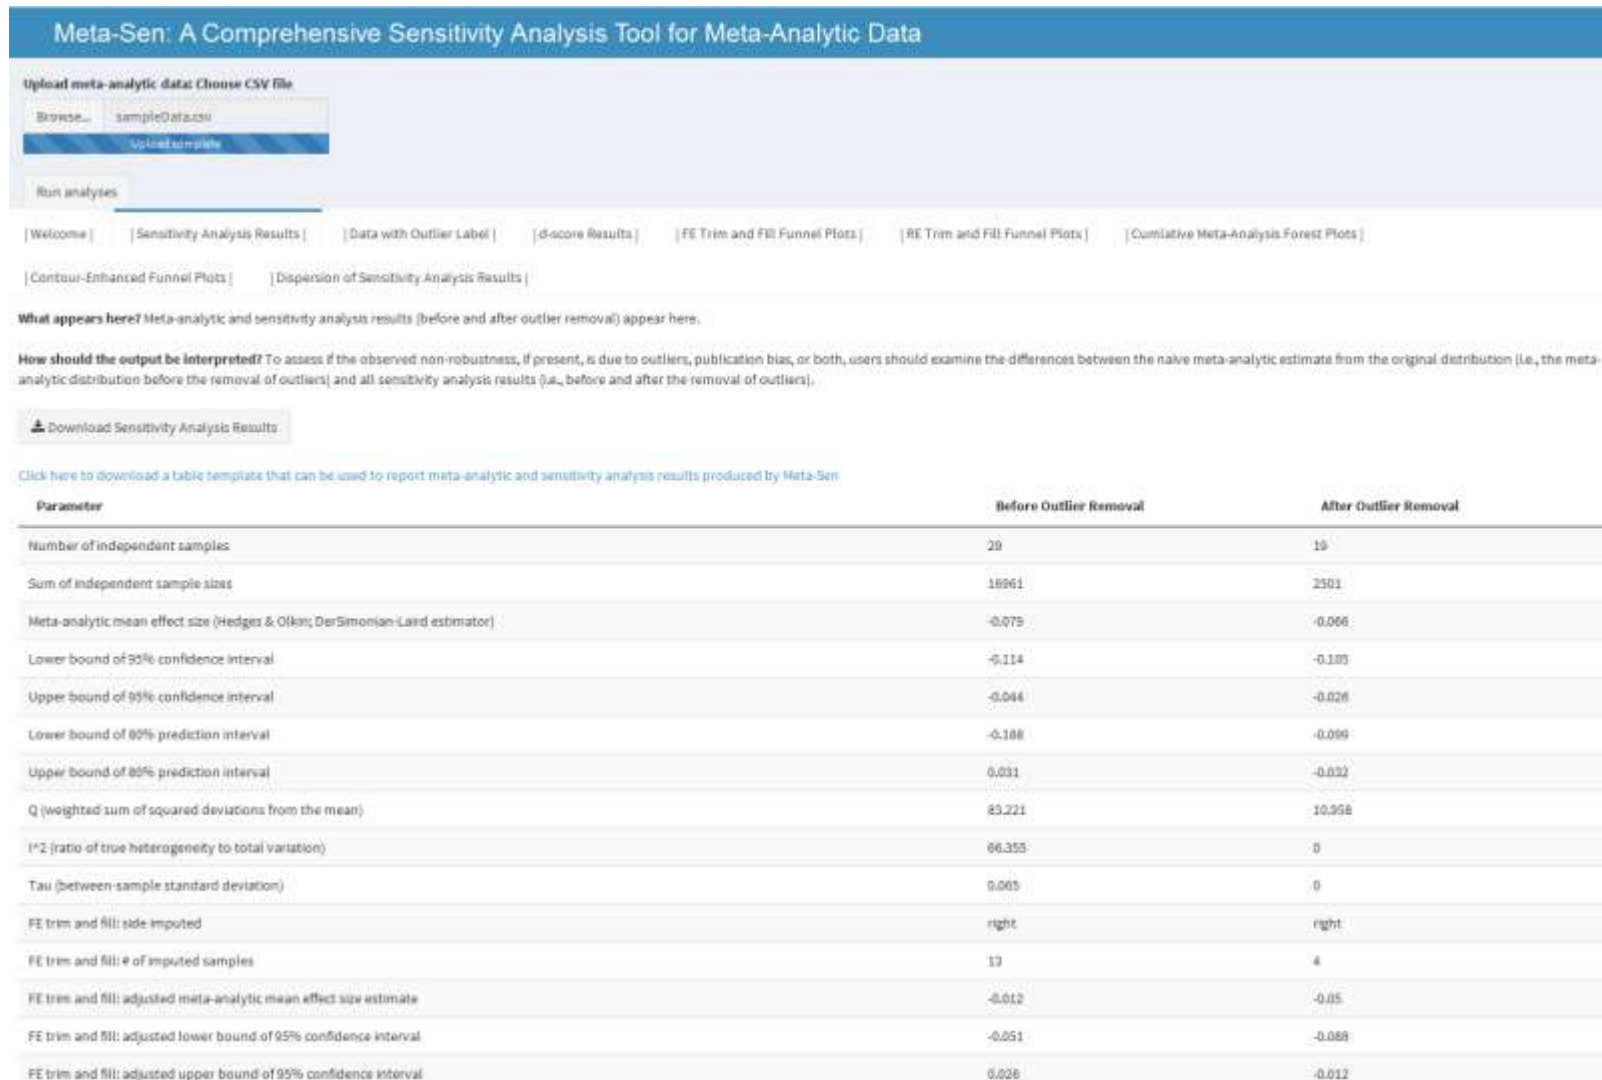 Meta-Sen: A Comprehensive Sensitivity Analysis Tool for Meta-Analytic Data
Upload meta-analytic data: Choose CSV file
Browse... sampleData.csv
Upload complete
Run analyses
|Welcome| |Sensitivity Analysis Results| |Data with Outlier Label| |d-score Results| |FE Trim and Fill Funnel Plots| |RE Trim and Fill Funnel Plots| |Cumlative Meta-Analysis Forest Plots|
|Contour-Enhanced Funnel Plots| |Dispersion of Sensitivity Analysis Results|
What appears here? Meta-analytic and sensitivity analysis results (before and after outlier removal) appear here.
How should the output be interpreted? To assess if the observed non-robustness, if present, is due to outliers, publication bias, or both, users should examine the differences between the naive meta-analytic estimate from the original distribution (i.e., the meta-
analytic distribution before the removal of outliers) and all sensitivity analysis results (i.e., before and after the removal of outliers).
Download Sensitivity Analysis Results
Click here to download a table template that can be used to report meta-analytic and sensitivity analysis results produced by Meta-Sen
Parameter Before Outlier Removal After Outlier Removal
Number of independent samples 29 19
Sum of independent sample sizes 16961 2501
Meta-analytic mean effect size (Hedges & Olkin; DerSimonian-Laird estimator) -0.079 -0.066
Lower bound of 95% confidence interval -0.114 -0.105
Upper bound of 95% confidence interval -0.044 -0.026
Lower bound of 80% prediction interval -0.188 -0.099
Upper bound of 80% prediction interval 0.031 -0.032
Q (weighted sum of squared deviations from the mean) 83.221 10.958
I^2 (ratio of true heterogeneity to total variation) 66.355 0
Tau (between-sample standard deviation) 0.065 0
FE trim and fill: side imputed right right
FE trim and fill: # of imputed samples 13 4
FE trim and fill: adjusted meta-analytic mean effect size estimate -0.012 -0.05
FE trim and fill: adjusted lower bound of 95% confidence interval -0.051 -0.088
FE trim and fill: adjusted upper bound of 95% confidence interval 0.026 -0.012